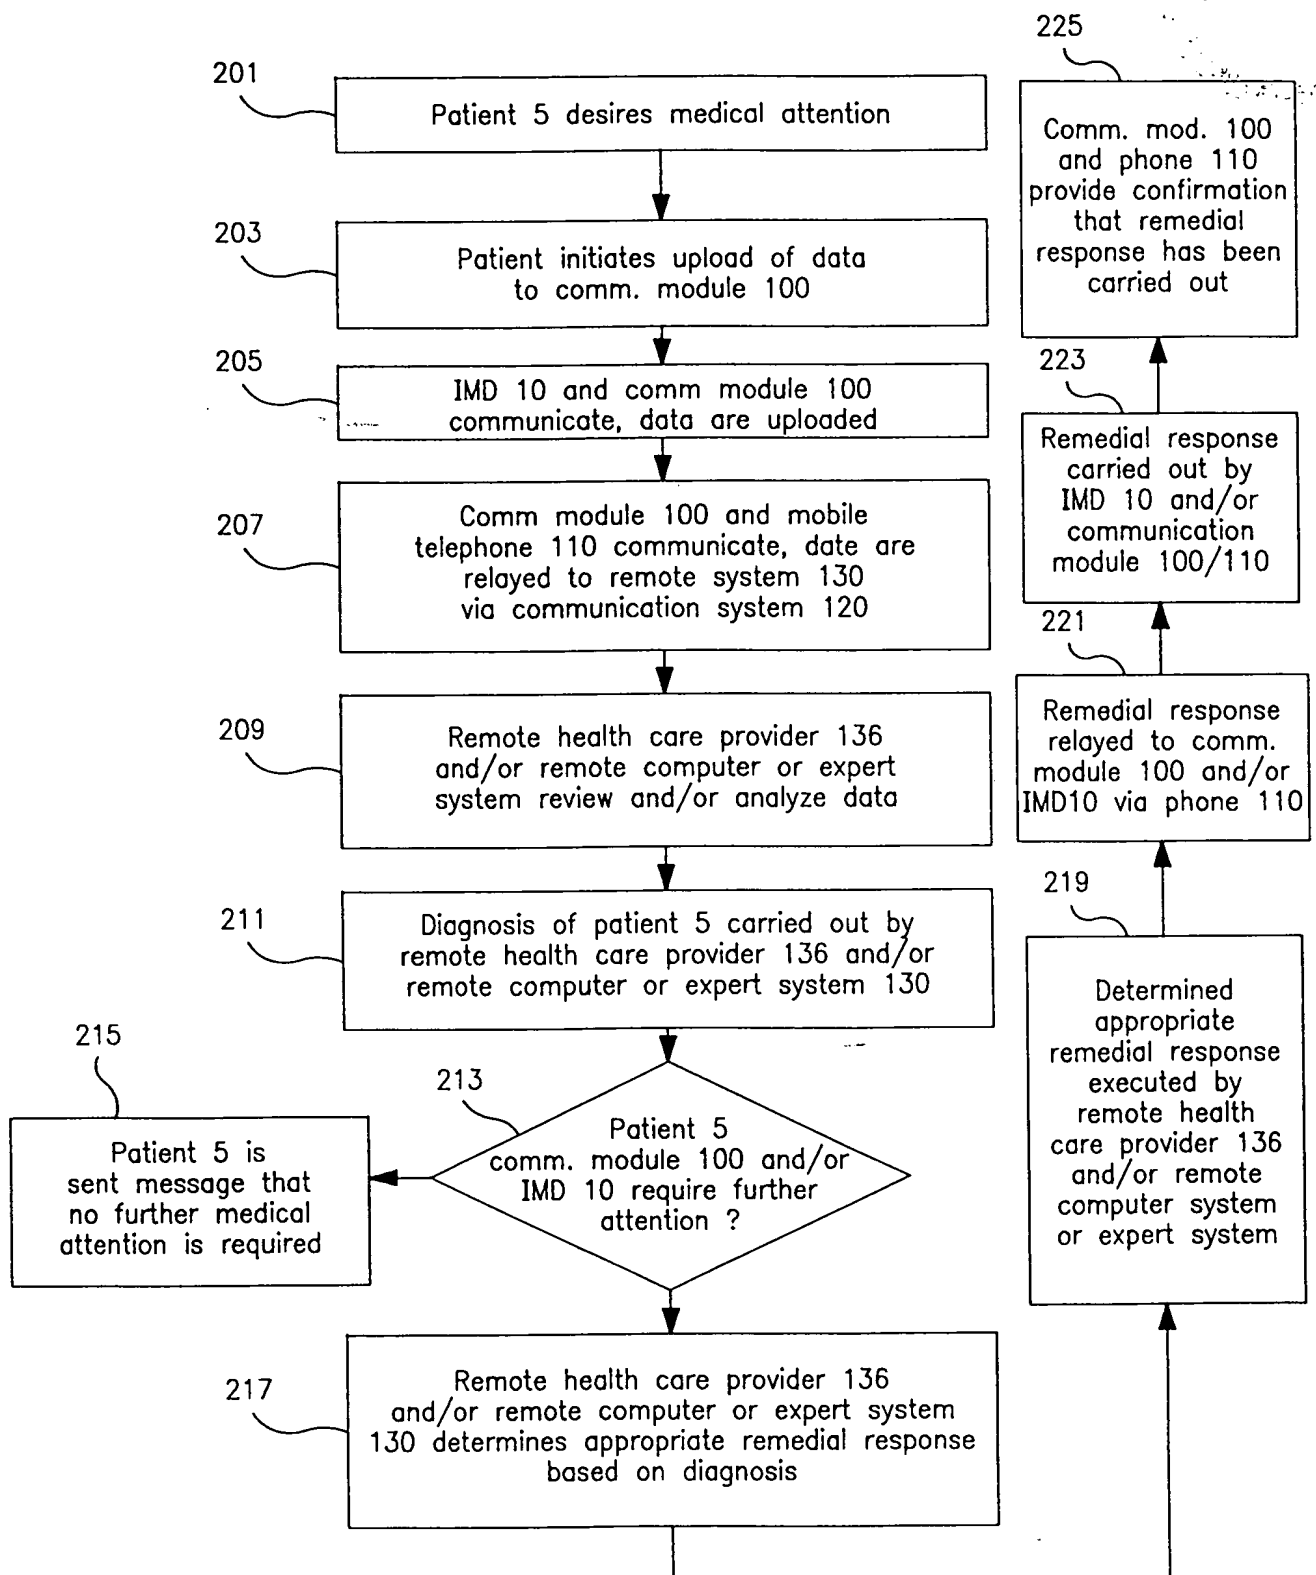 201
Patient 5 desires medical attention
203
Patient initiates upload of data
to comm. module 100
205
IMD 10 and comm module 100
communicate, data are uploaded
207
Comm module 100 and mobile
telephone 110 communicate, date are
relayed to remote system 130
via communication system 120
209
Remote health care provider 136
and/or remote computer or expert
system review and/or analyze data
211
Diagnosis of patient 5 carried out by
remote health care provider 136 and/or
remote computer or expert system 130
213
Patient 5
comm. module 100 and/or
IMD 10 require further
attention ?
215
Patient 5 is
sent message that
no further medical
attention is required
217
Remote health care provider 136
and/or remote computer or expert system
130 determines appropriate remedial response
based on diagnosis
219
Determined
appropriate
remedial response
executed by
remote health
care provider 136
and/or remote
computer system
or expert system
221
Remedial response
relayed to comm.
module 100 and/or
IMD10 via phone 110
223
Remedial response
carried out by
IMD 10 and/or
communication
module 100/110
225
Comm. mod. 100
and phone 110
provide confirmation
that remedial
response has been
carried out